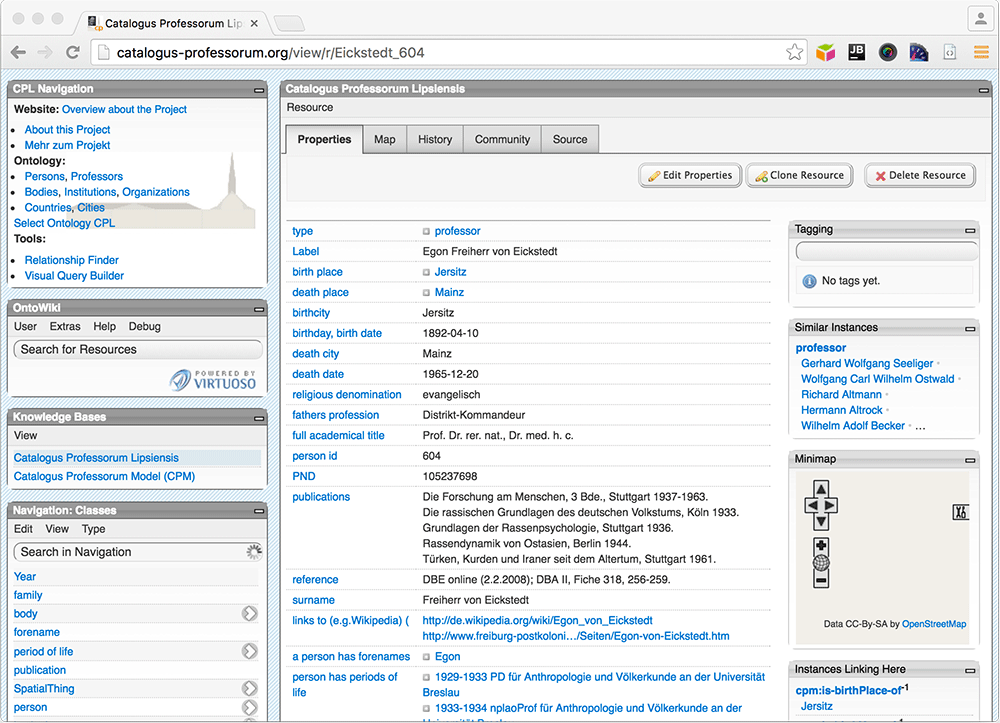 Catalogus Professorum Lip
catalogus-professorum.org/view/r/Eickstedt_604
JB
CPL Navigation
Website: Overview about the Project
About this Project
Mehr zum Projekt
Ontology:
Persons, Professors
Bodies, Institutions, Organizations
Countries, Cities
Select Ontology CPL
Tools:
Relationship Finder
Visual Query Builder
OntoWiki
User Extras Help Debug
Search for Resources
POWERED BY
VIRTUOSO
Knowledge Bases
View
Catalogus Professorum Lipsiensis
Catalogus Professorum Model (CPM)
Navigation: Classes
Edit View Type
Search in Navigation
Year
family
body
forename
period of life
publication
SpatialThing
person
Catalogus Professorum Lipsiensis
Resource
Properties Map History Community Source
Edit Properties Clone Resource Delete Resource
type professor
Label Egon Freiherr von Eickstedt
birth place Jersitz
death place Mainz
birthcity Jersitz
birthday, birth date 1892-04-10
death city Mainz
death date 1965-12-20
religious denomination evangelisch
fathers profession Distrikt-Kommandeur
full academical title Prof. Dr. rer. nat., Dr. med. h. c.
person id 604
PND 105237698
publications Die Forschung am Menschen, 3 Bde., Stuttgart 1937-1963.
Die rassischen Grundlagen des deutschen Volkstums, Köln 1933.
Grundlagen der Rassenpsychologie, Stuttgart 1936.
Rassendynamik von Ostasien, Berlin 1944.
Türken, Kurden und Iraner seit dem Altertum, Stuttgart 1961.
reference DBE online (2.2.2008); DBA II, Fiche 318, 256-259.
surname Freiherr von Eickstedt
links to (e.g.Wikipedia) ( http://de.wikipedia.org/wiki/Egon_von_Eickstedt
http://www.freiburg-postkoloni…/Seiten/Egon-von-Eickstedt.htm
a person has forenames Egon
person has periods of 1929-1933 PD für Anthropologie und Völkerkunde an der Universität
life Breslau
1933-1934 nplaoProf für Anthropologie und Völkerkunde an der
Universität Breslau
Tagging
No tags yet.
Similar Instances
professor
Gerhard Wolfgang Seeliger
Wolfgang Carl Wilhelm Ostwald
Richard Altmann
Hermann Altrock
Wilhelm Adolf Becker …
Minimap
Data CC-By-SA by OpenStreetMap
Instances Linking Here
cpm:is-birthPlace-of-1
Jersitz